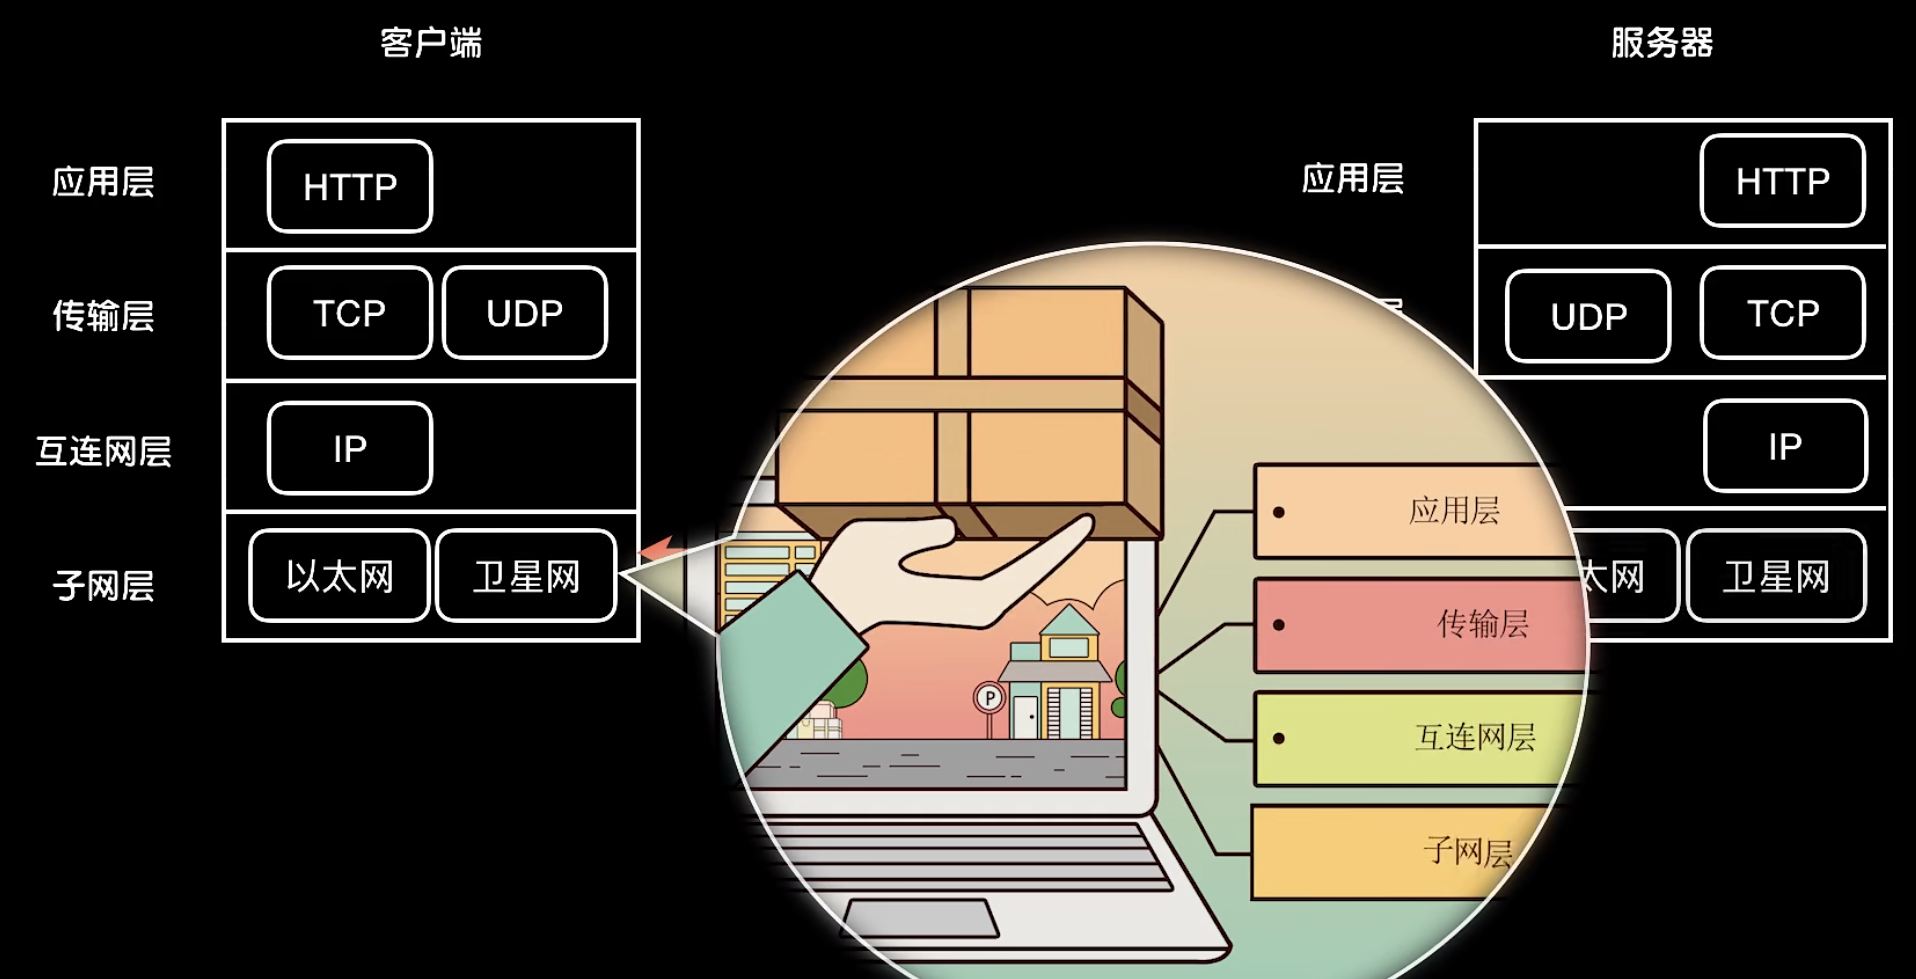 客户端
服务器
应用层
HTTP
传输层
TCP
UDP
互连网层
IP
子网层
以太网
卫星网
应用层
HTTP
层
UDP
TCP
IP
太网
卫星网
P
应用层
传输层
互连网层
子网层